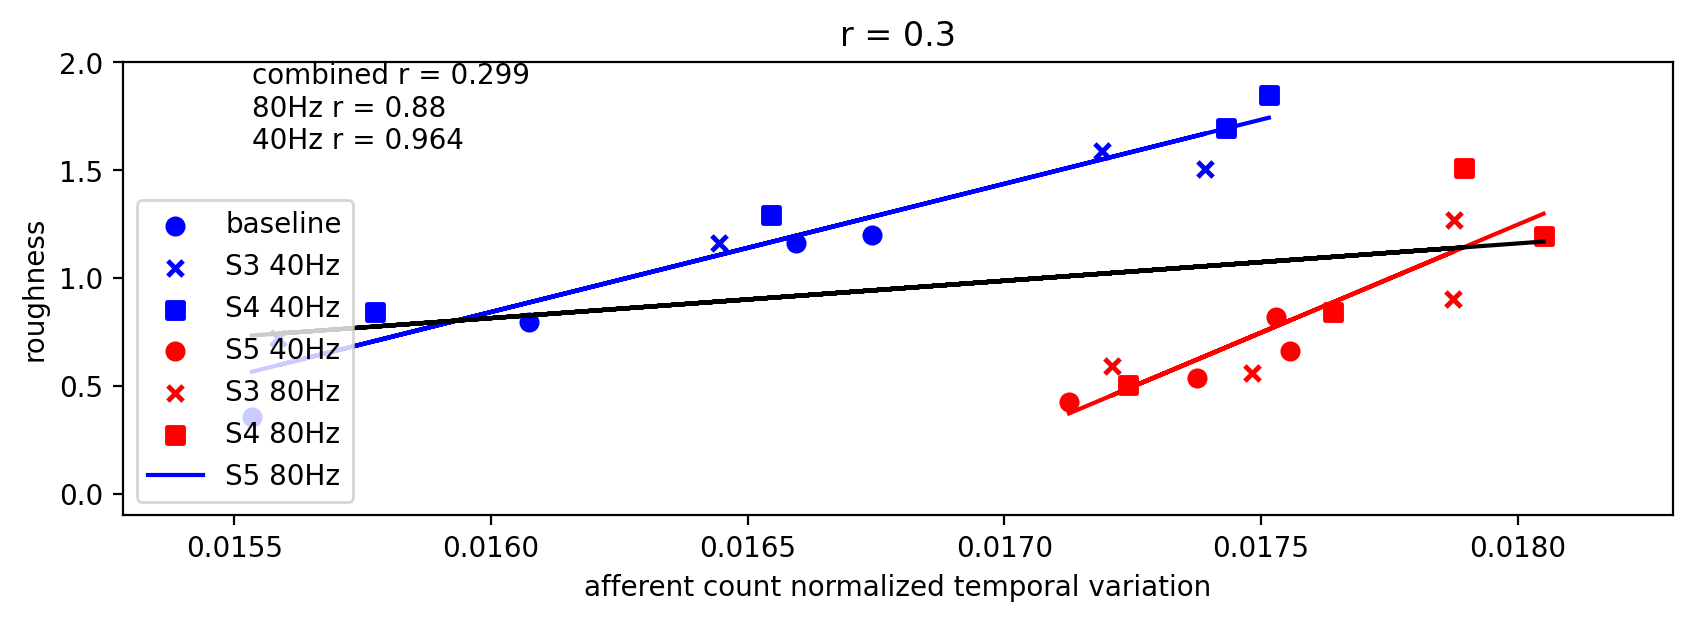 r = 0.3
combined r = 0.299
80Hz r = 0.88
40Hz r = 0.964
baseline
S3 40Hz
S4 40Hz
S5 40Hz
S3 80Hz
S4 80Hz
S5 80Hz
roughness
2.0
1.5
1.0
0.5
0.0
0.0155 0.0160 0.0165 0.0170 0.0175 0.0180
afferent count normalized temporal variation